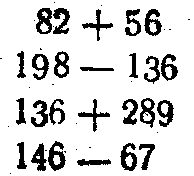 82 + 56
198 — 136
136 + 289
146 — 67